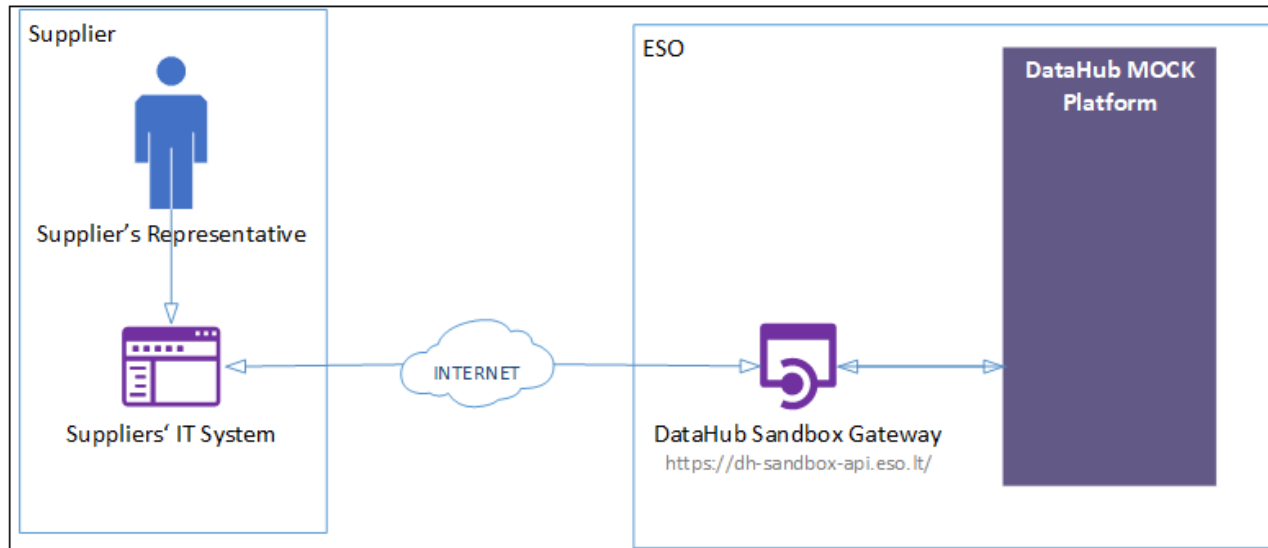 Supplier
Supplier's Representative
Suppliers‘ IT System
INTERNET
ESO
DataHub MOCK
Platform
DataHub Sandbox Gateway
https://dh-sandbox-api.eso.lt/